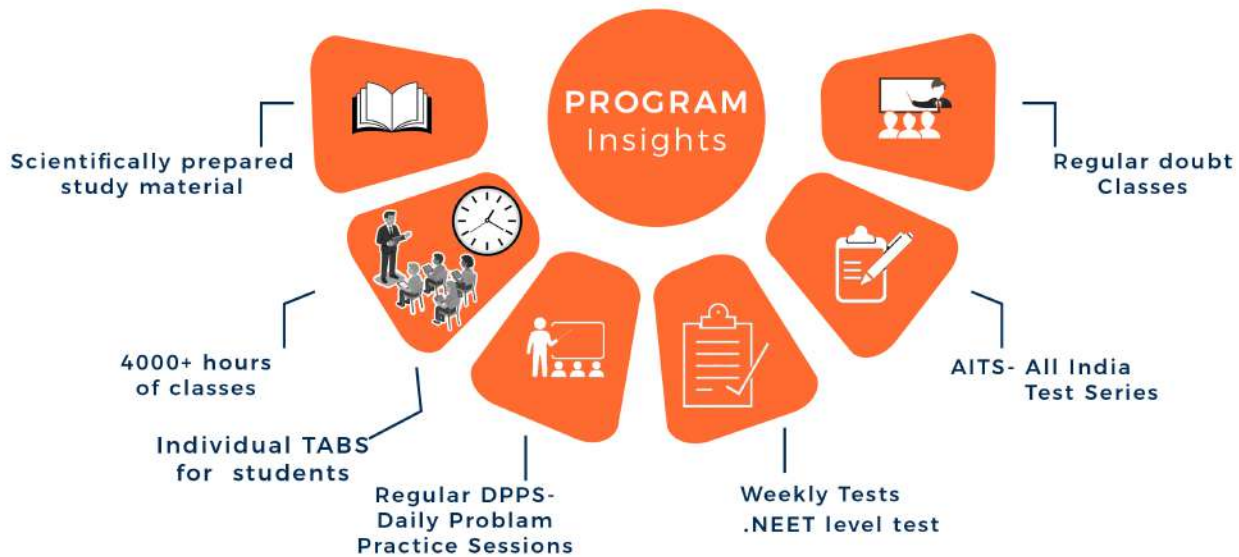 PROGRAM
Insights
Scientifically prepared
study material
4000+ hours
of classes
Individual TABS
for students
Regular DPPS-
Daily Problam
Practice Sessions
Weekly Tests
.NEET level test
AITS- All India
Test Series
Regular doubt
Classes